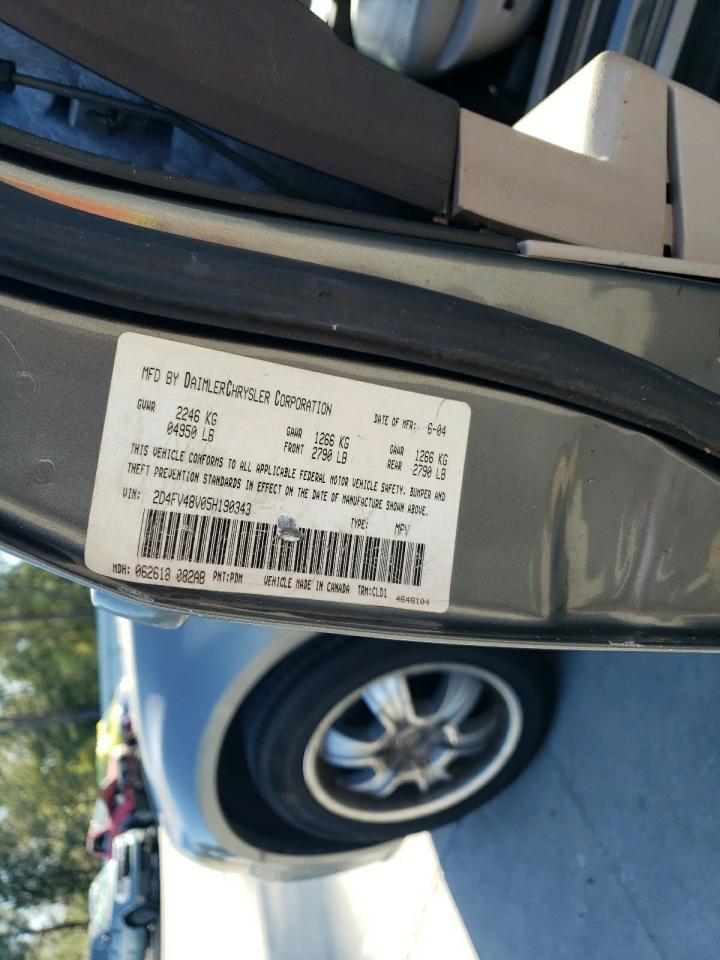 MFD BY DAIMLERCHRYSLER CORPORATION DATE OF MFR: 6-04
GVWR 2246 KG GAWR 1266 KG GAWR 1266 KG
04950 LB FRONT 2790 LB REAR 2790 LB
THIS VEHICLE CONFORMS TO ALL APPLICABLE FEDERAL MOTOR VEHICLE SAFETY, BUMPER AND
THEFT PREVENTION STANDARDS IN EFFECT ON THE DATE OF MANUFACTURE SHOWN ABOVE.
VIN: 2D4FV48V05H190343 TYPE: MPV
MDH: 062618 082AB PNT:PDM VEHICLE MADE IN CANADA TRM:CLD1
4648104